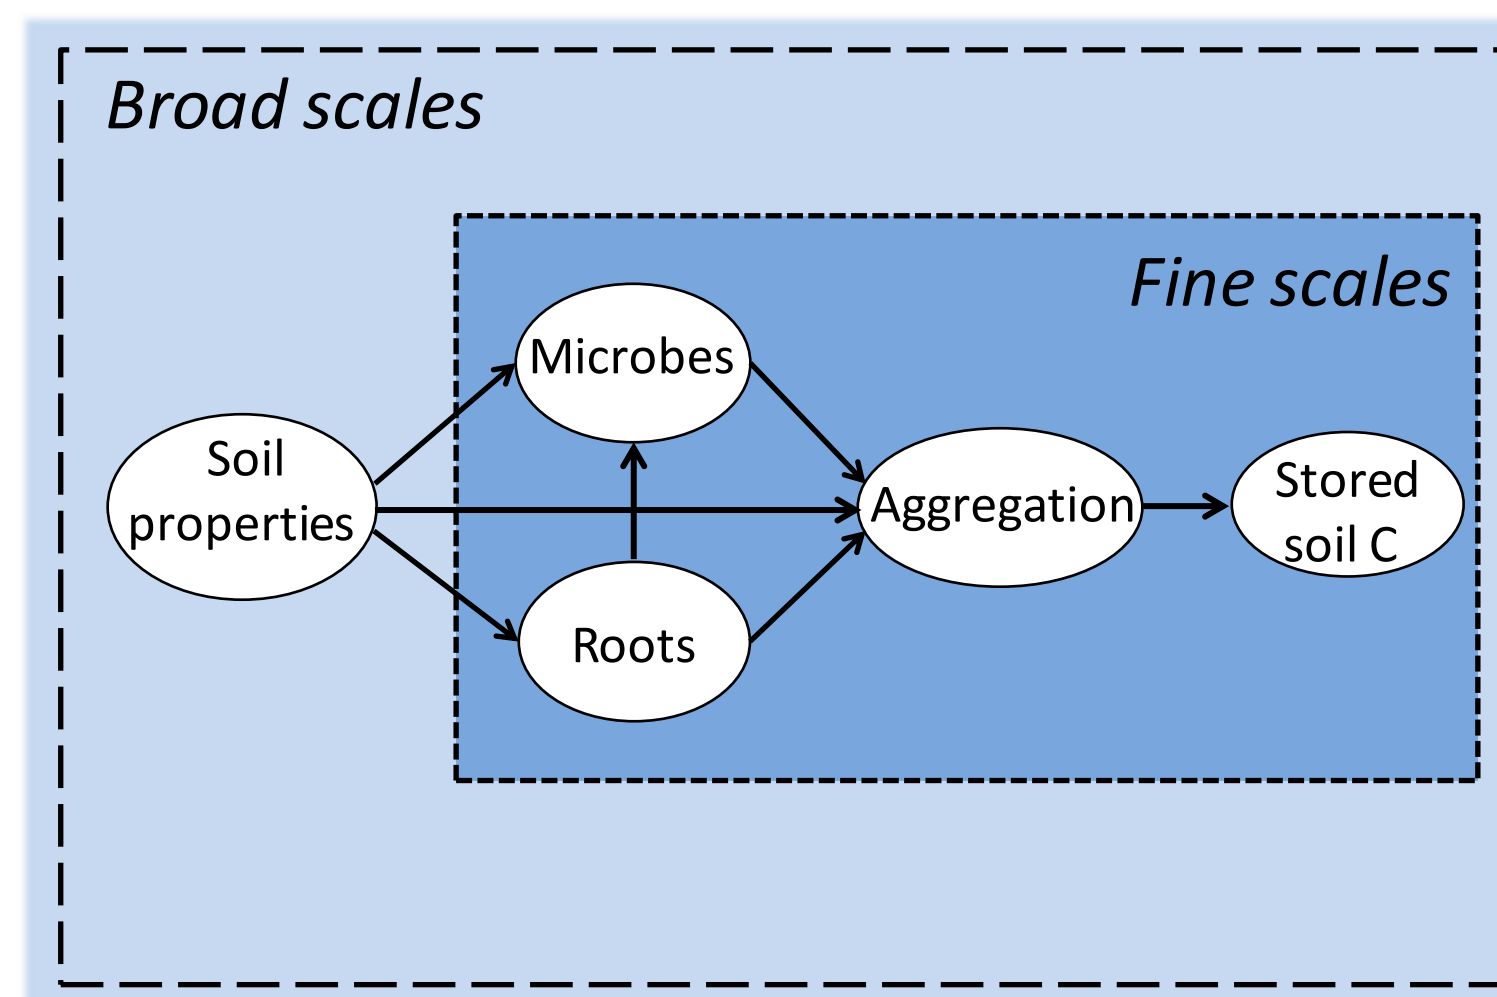 Broad scales
Fine scales
Microbes
Soil
properties
Aggregation
Stored
soil C
Roots